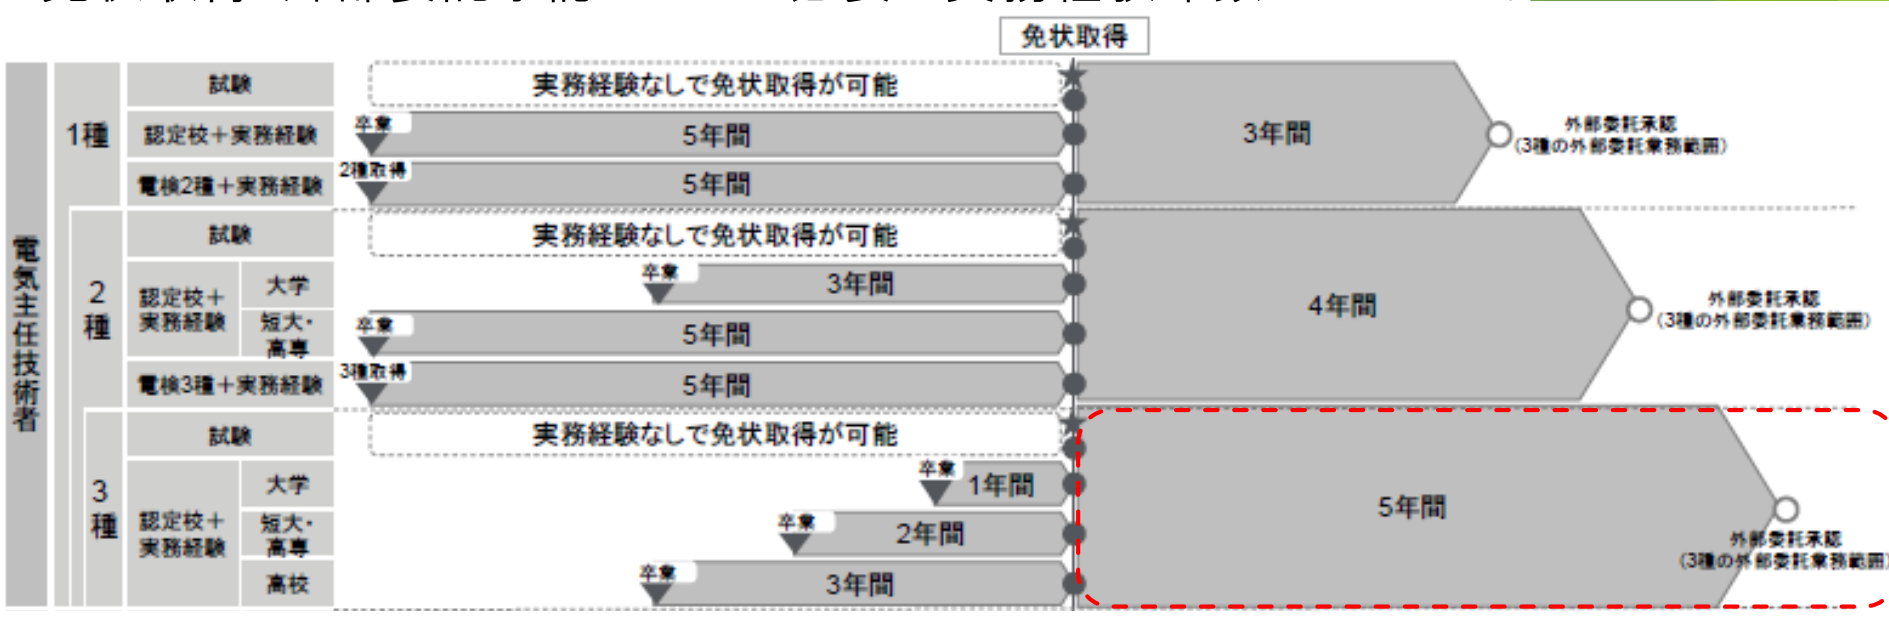 免状取得
電気主任技術者
1種
試験
実務経験なしで免状取得が可能
認定校＋実務経験
卒業
5年間
電検2種＋実務経験
2種取得
5年間
3年間
外部委託承認
(3種の外部委託業務範囲)
2種
試験
実務経験なしで免状取得が可能
認定校＋
実務経験
大学
卒業
3年間
短大・
高専
卒業
5年間
電検3種＋実務経験
3種取得
5年間
4年間
外部委託承認
(3種の外部委託業務範囲)
3種
試験
実務経験なしで免状取得が可能
認定校＋
実務経験
大学
卒業
1年間
短大・
高専
卒業
2年間
高校
卒業
3年間
5年間
外部委託承認
(3種の外部委託業務範囲)